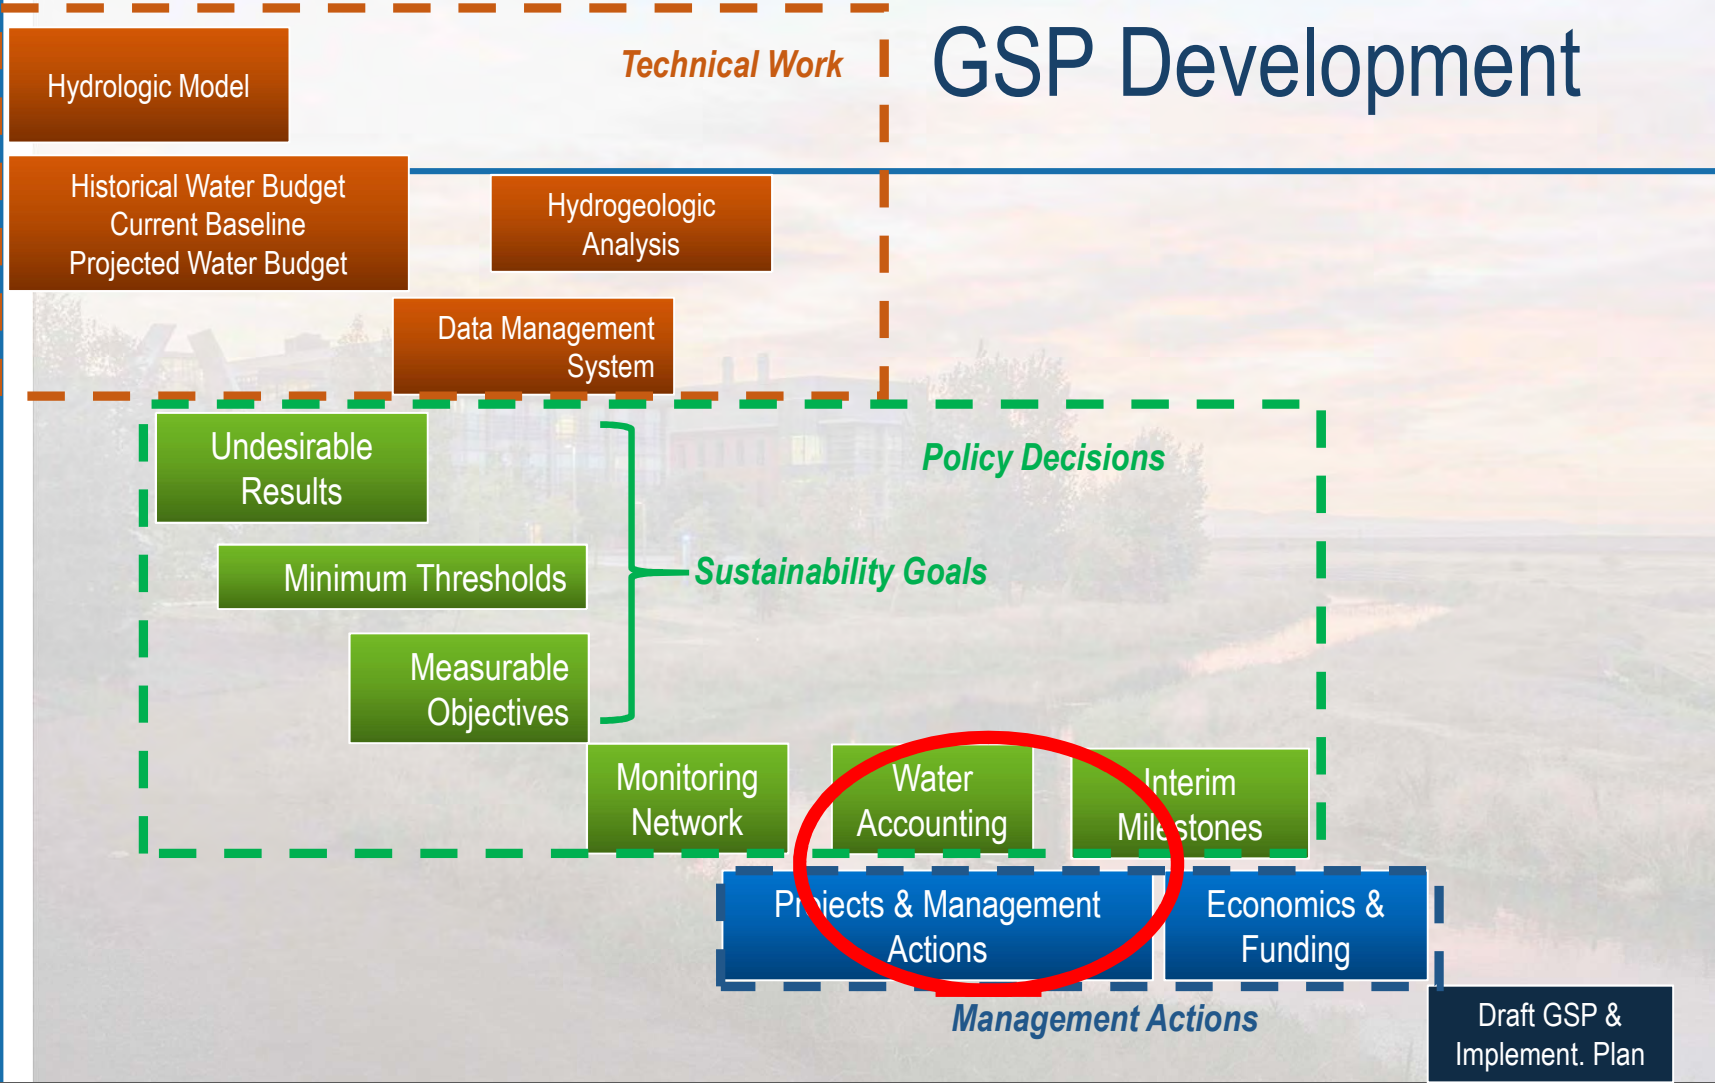 GSP Development
Technical Work
Hydrologic Model
Historical Water Budget
Current Baseline
Projected Water Budget
Hydrogeologic
Analysis
Data Management
System
Undesirable
Results
Policy Decisions
Minimum Thresholds
Sustainability Goals
Measurable
Objectives
Monitoring
Network
Water
Accounting
Interim
Milestones
Projects & Management
Actions
Economics &
Funding
Management Actions
Draft GSP &
Implement. Plan